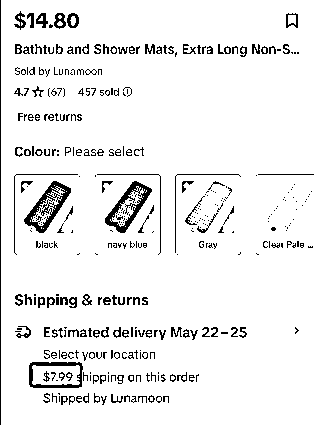 $14.80
Bathtub and Shower Mats, Extra Long Non-S...
Sold by Lunamoon
4.7 ☆ (67) 457 sold ⓘ
Free returns
Colour: Please select
black navy blue Gray Clear Pale ...
Shipping & returns
Estimated delivery May 22–25
Select your location
$7.99 shipping on this order
Shipped by Lunamoon